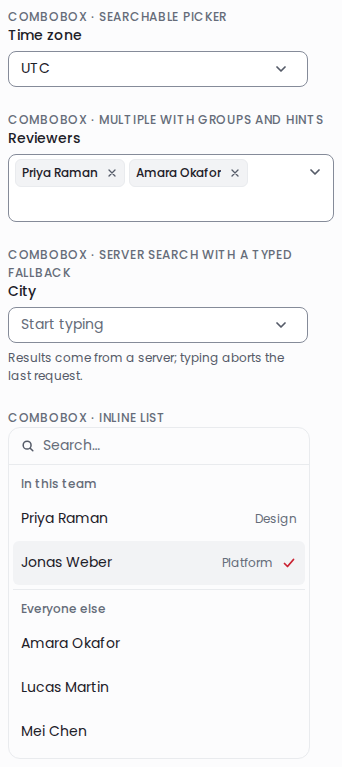 COMBOBOX · SEARCHABLE PICKER
Time zone
UTC
COMBOBOX · MULTIPLE WITH GROUPS AND HINTS
Reviewers
Priya Raman
Amara Okafor
COMBOBOX · SERVER SEARCH WITH A TYPED
FALLBACK
City
Start typing
Results come from a server; typing aborts the
last request.
COMBOBOX · INLINE LIST
Search...
In this team
Priya Raman Design
Jonas Weber Platform
Everyone else
Amara Okafor
Lucas Martin
Mei Chen